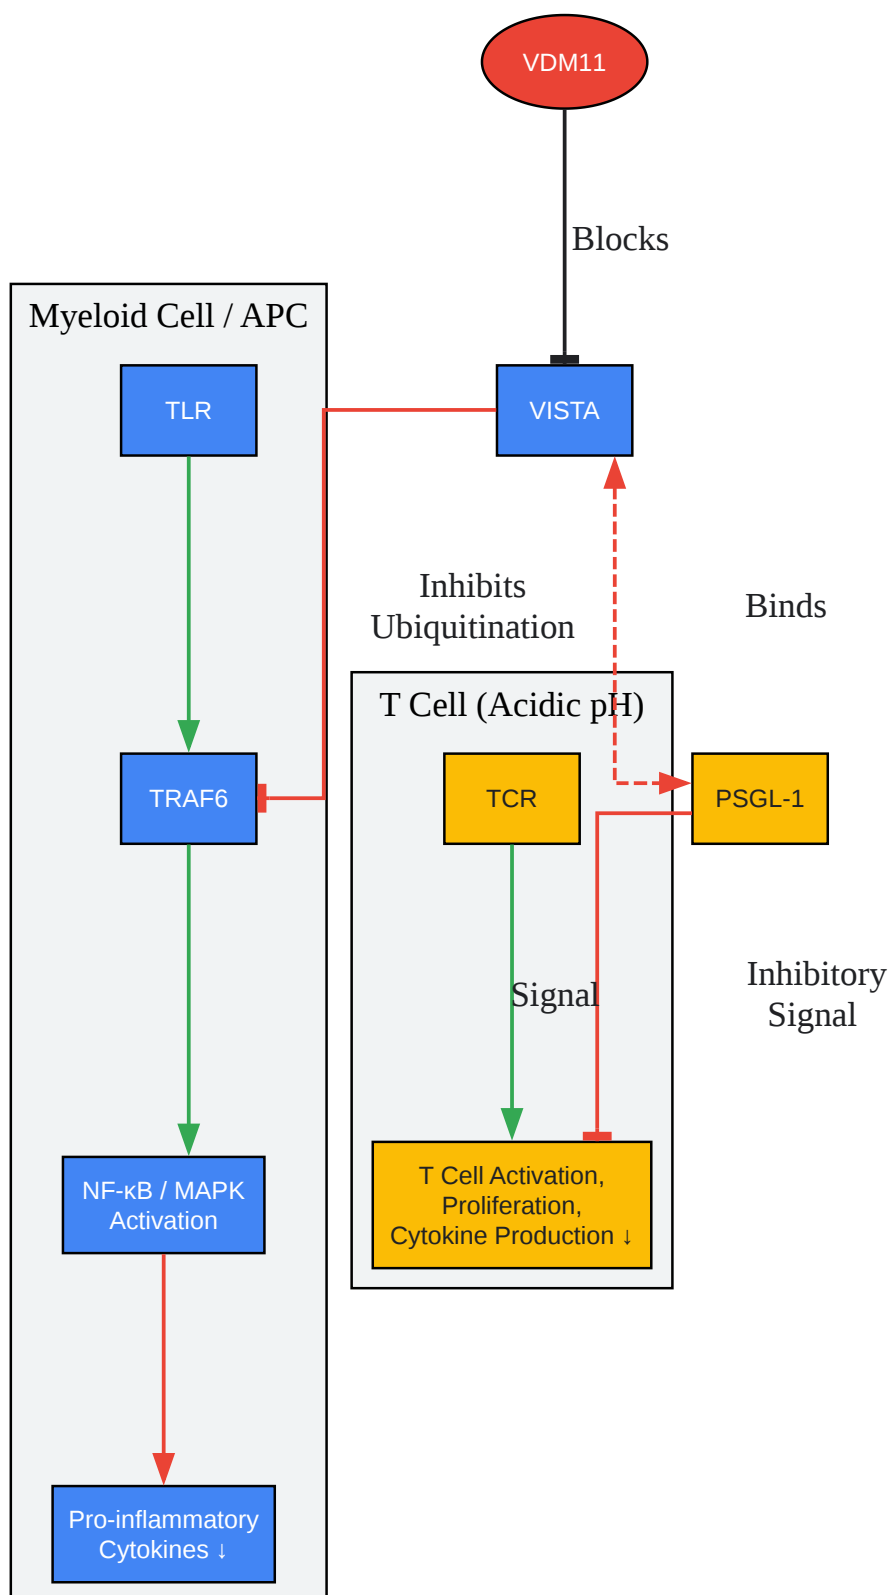 VDM11
Blocks
Myeloid Cell / APC
TLR
VISTA
Inhibits
Ubiquitination
Binds
T Cell (Acidic pH)
TRAF6
TCR
PSGL-1
Signal
Inhibitory
Signal
NF-κB / MAPK
Activation
T Cell Activation,
Proliferation,
Cytokine Production ↓
Pro-inflammatory
Cytokines ↓